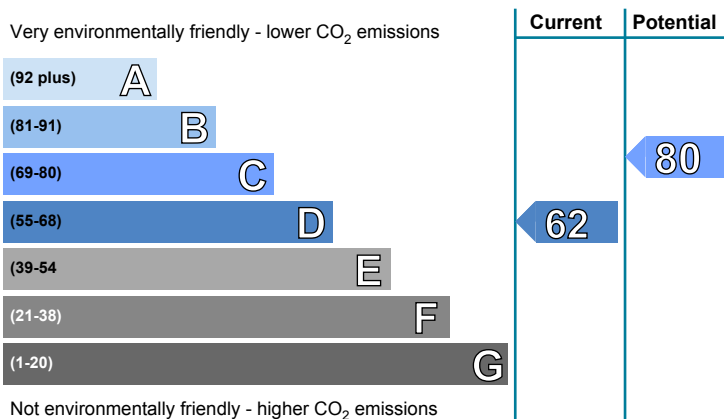 Current Potential
Very environmentally friendly - lower CO2 emissions
(92 plus) A
(81-91) B
(69-80) C
80
(55-68) D
62
(39-54 E
(21-38) F
(1-20) G
Not environmentally friendly - higher CO2 emissions